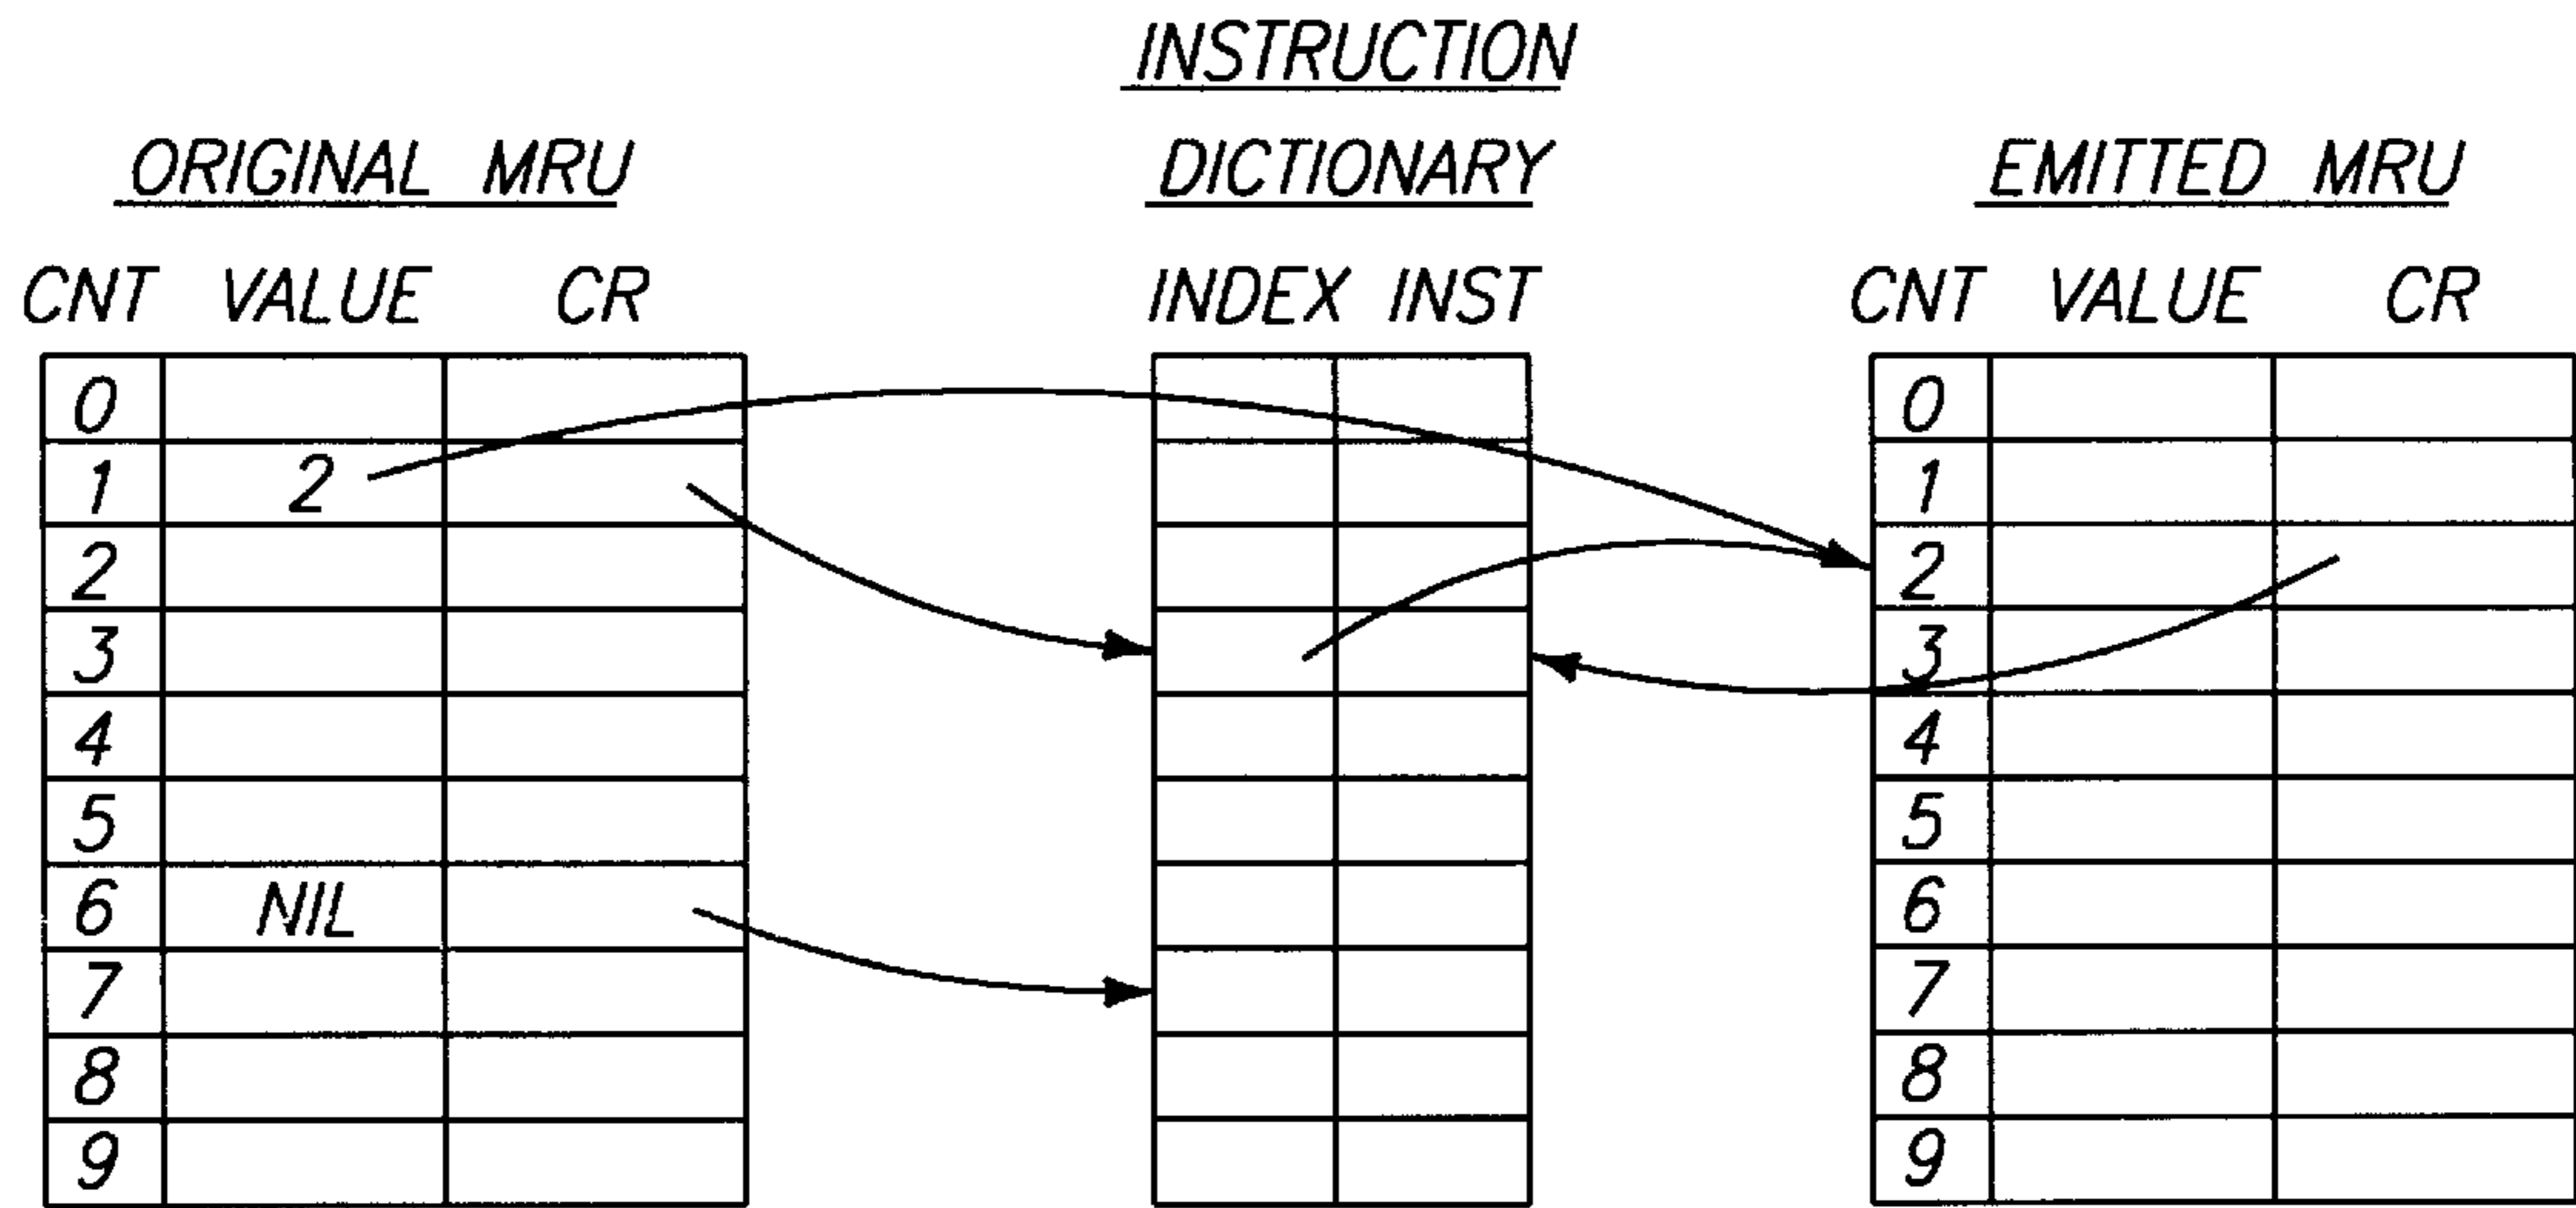 INSTRUCTION
ORIGINAL MRU DICTIONARY EMITTED MRU
CNT VALUE CR INDEX INST CNT VALUE CR
0 0
1 2 1
2 2
3 3
4 4
5 5
6 NIL 6
7 7
8 8
9 9